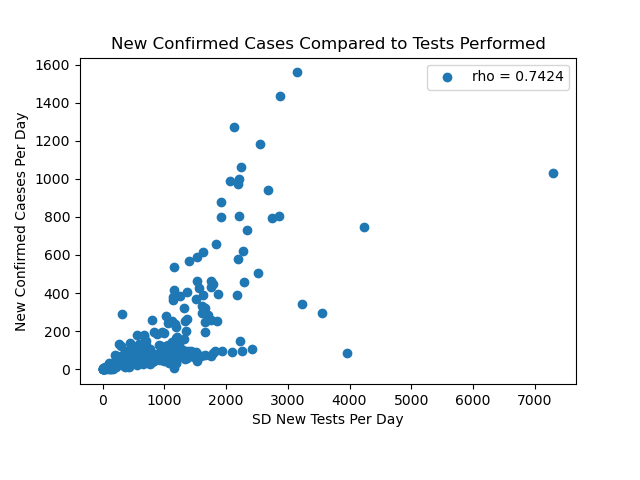 New Confirmed Cases Compared to Tests Performed
rho = 0.7424
New Confirmed Caeses Per Day
1600
1400
1200
1000
800
600
400
200
0
0 1000 2000 3000 4000 5000 6000 7000
SD New Tests Per Day